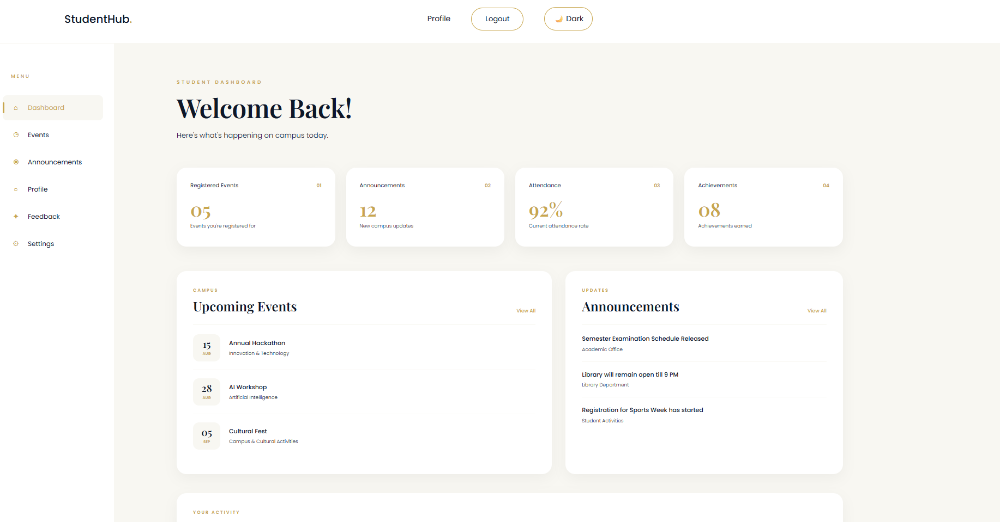 StudentHub.
Profile
Logout
🌙 Dark
MENU
Dashboard
Events
Announcements
Profile
Feedback
Settings
STUDENT DASHBOARD
Welcome Back!
Here's what's happening on campus today.
Registered Events 01
05
Events you're registered for
Announcements 02
12
New campus updates
Attendance 03
92%
Current attendance rate
Achievements 04
08
Achievements earned
CAMPUS
Upcoming Events
View All
15
AUG
Annual Hackathon
Innovation & Technology
28
AUG
AI Workshop
Artificial Intelligence
05
SEP
Cultural Fest
Campus & Cultural Activities
UPDATES
Announcements
View All
Semester Examination Schedule Released
Academic Office
Library will remain open till 9 PM
Library Department
Registration for Sports Week has started
Student Activities
YOUR ACTIVITY